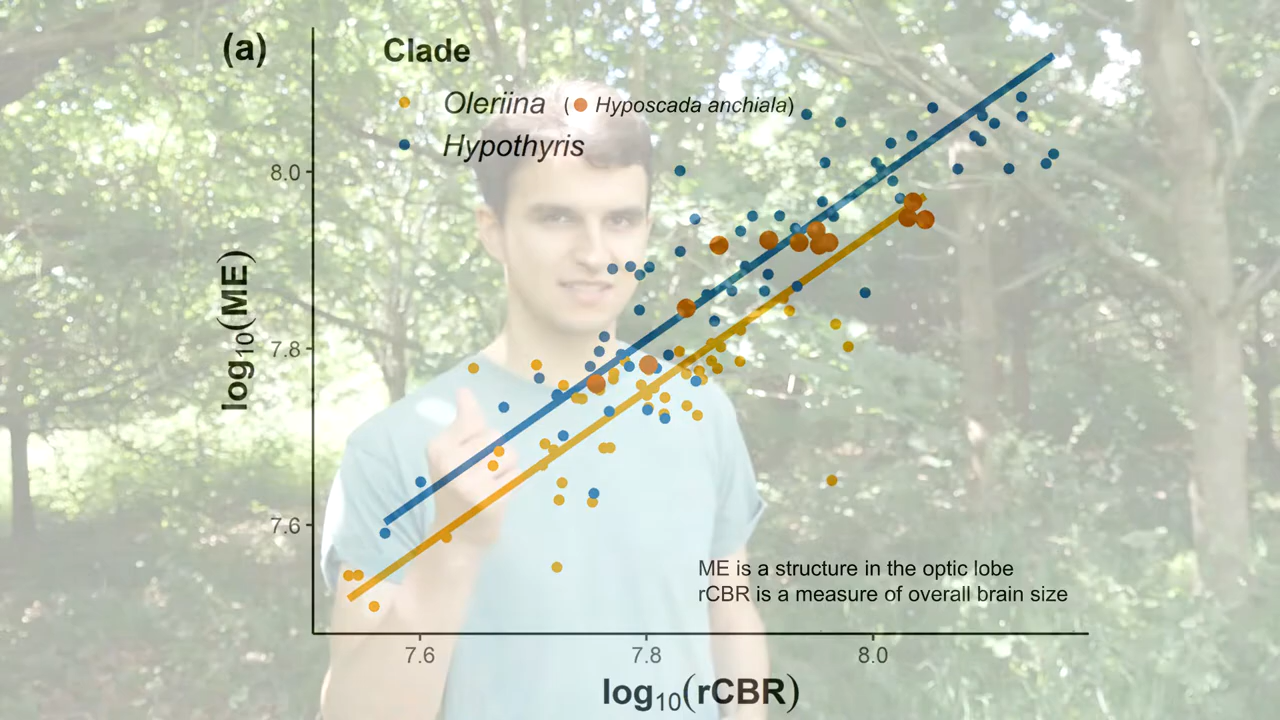 (a)
Clade
Oleriina (Hyposcada anchiala)
Hypothyris
8.0
7.8
7.6
log10(ME)
ME is a structure in the optic lobe
rCBR is a measure of overall brain size
7.6 7.8 8.0
log10(rCBR)